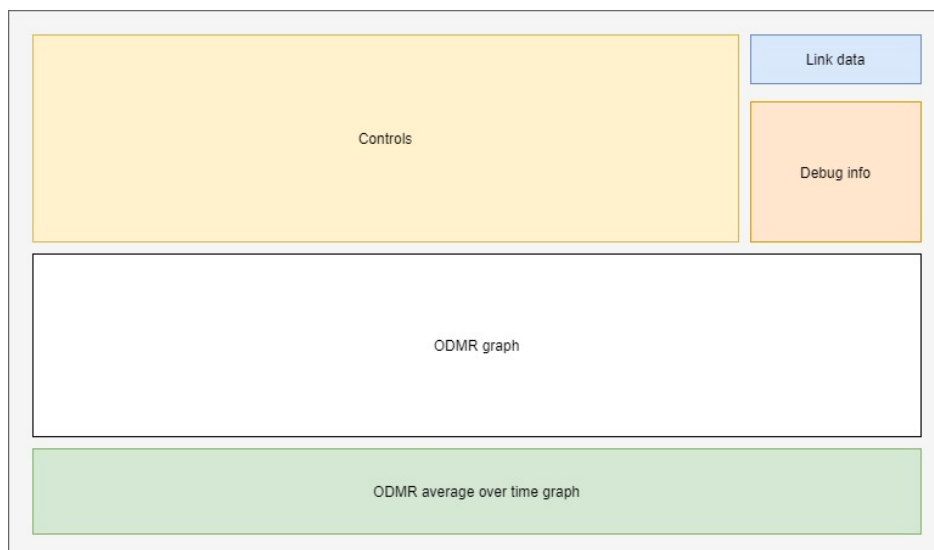 Link data
Controls
Debug info
ODMR graph
ODMR average over time graph